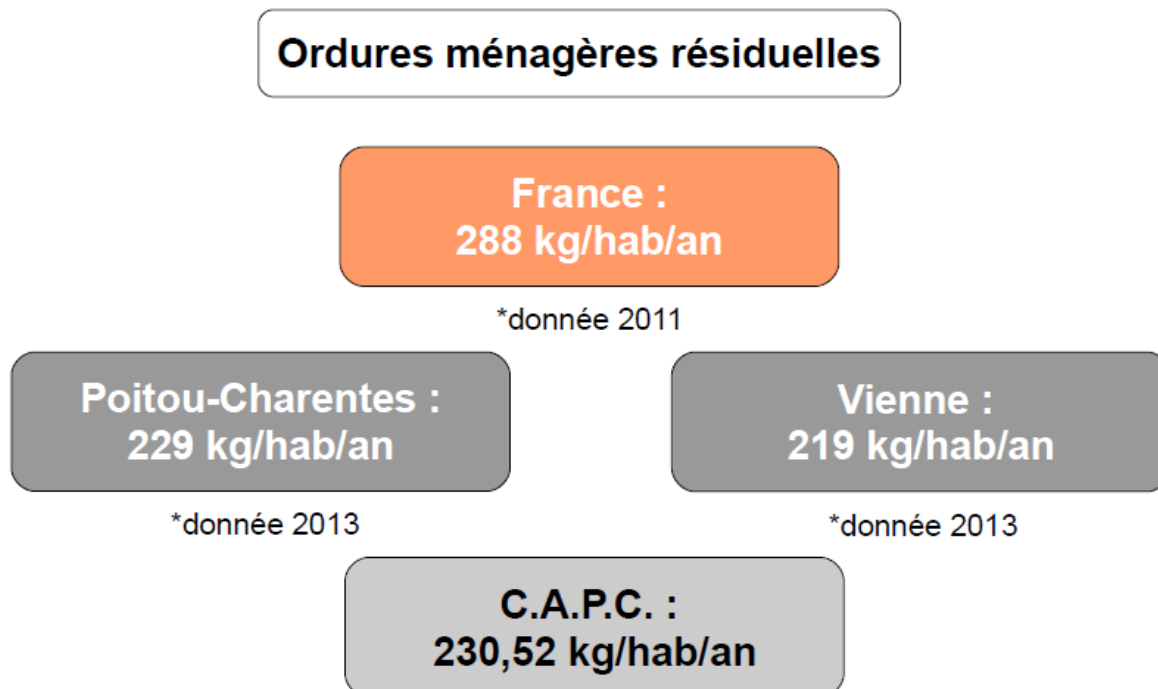 Ordures ménagères résiduelles
France :
288 kg/hab/an
*donnée 2011
Poitou-Charentes :
229 kg/hab/an
*donnée 2013
Vienne :
219 kg/hab/an
*donnée 2013
C.A.P.C. :
230,52 kg/hab/an